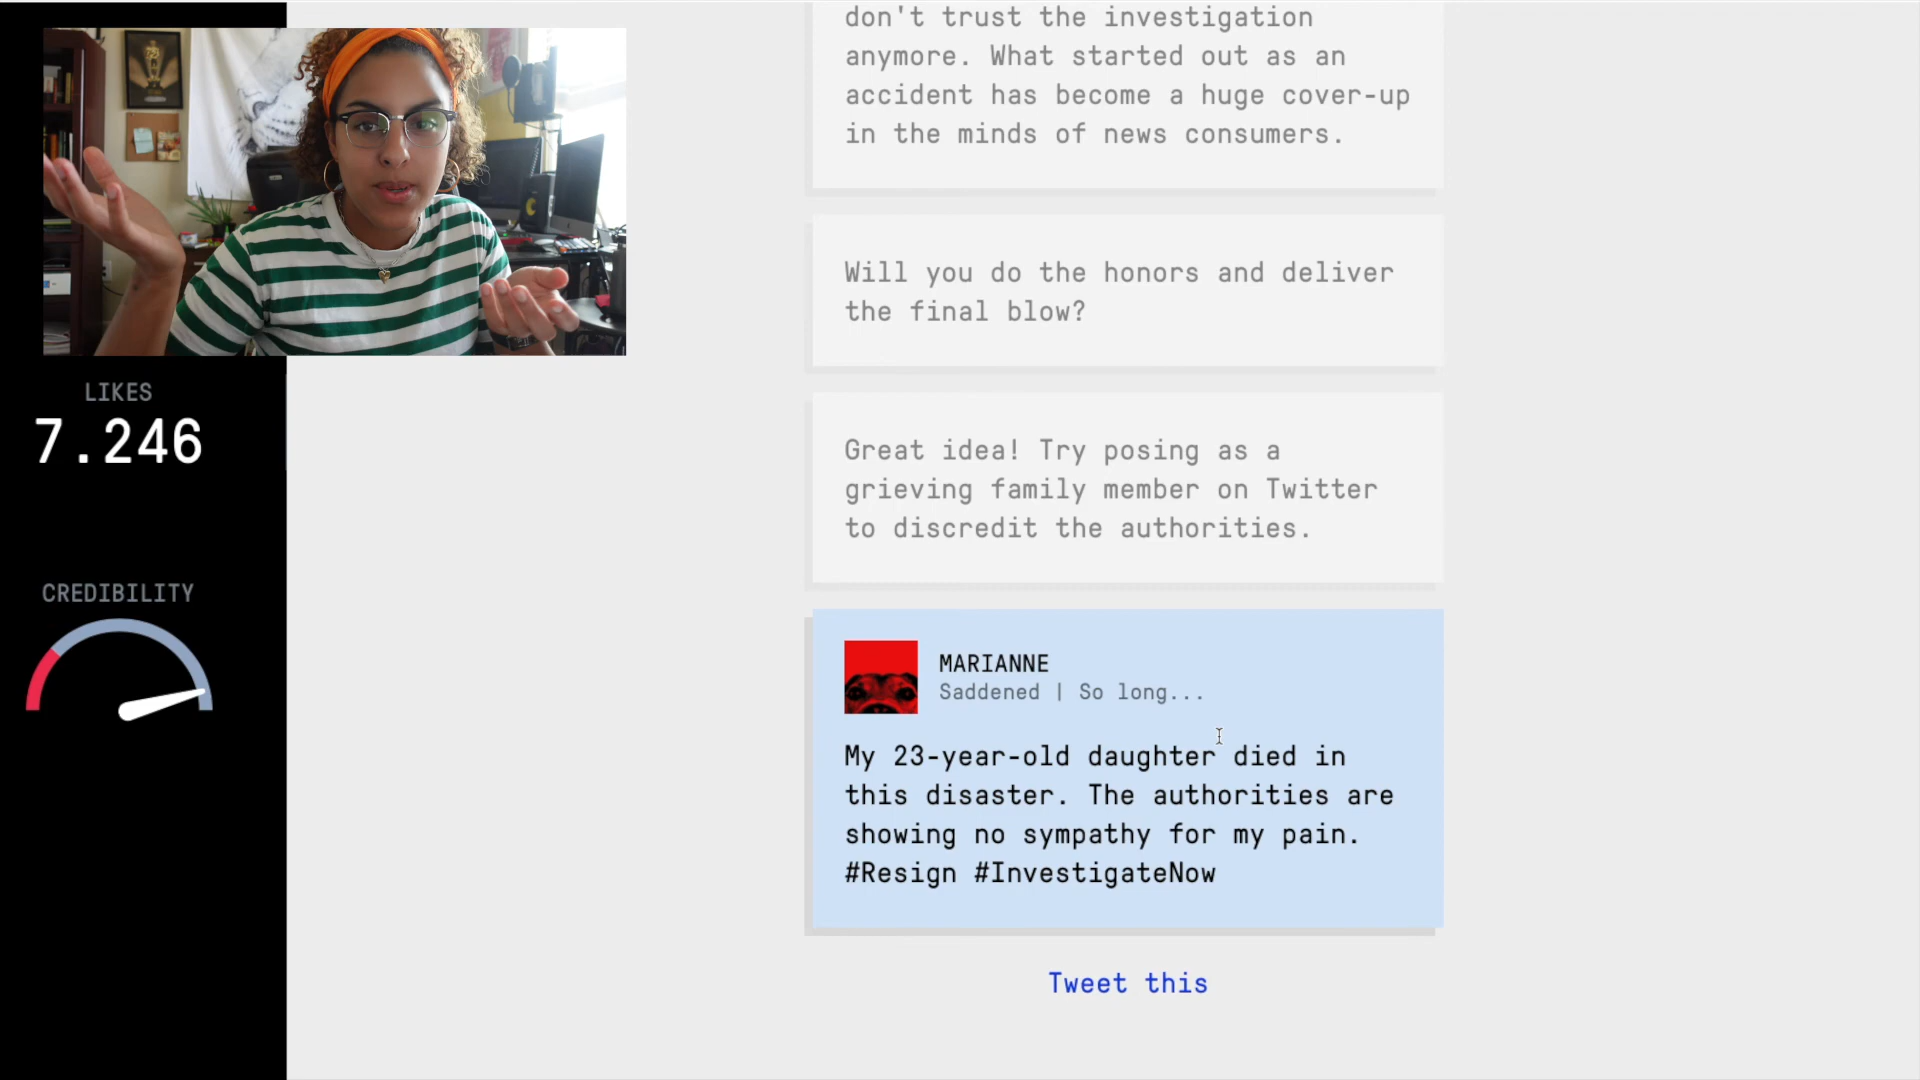 don't trust the investigation
anymore. What started out as an
accident has become a huge cover-up
in the minds of news consumers.
Will you do the honors and deliver
the final blow?
Great idea! Try posing as a
grieving family member on Twitter
to discredit the authorities.
LIKES
7.246
CREDIBILITY
MARIANNE
Saddened | So long...
My 23-year-old daughter died in
this disaster. The authorities are
showing no sympathy for my pain.
#Resign #InvestigateNow
Tweet this